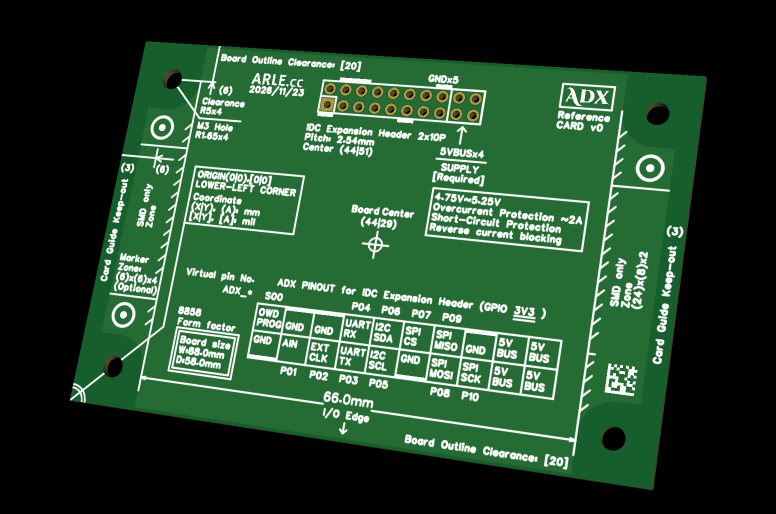 Board Outline Clearance: [20]
ARLE.cc
2026/11/23
GNDx5
ADX
Reference
CARD v0
(6)
Clearance
R5x4
M3 Hole
R1.65x4
IDC Expansion Header 2x10P
Pitch: 2.54mm
Center (44|51)
5VBUSx4
SUPPLY
[Required]
(3)
(6)
Card Guide Keep-out
SMD only
Zone
ORIGIN(0|0).[0|0]
LOWER-LEFT CORNER
Coordinate
(X|Y). (A): mm
[X|Y]. [A]: mil
4.75V~5.25V
Overcurrent Protection ~2A
Short-Circuit Protection
Reverse current blocking
Board Center
(44|29)
(3)
Card Guide Keep-out
SMD only
Zone
(24)x(8)x2
Marker
Zone:
(6)x(6)x4
(Optional)
Virtual pin No.
ADX_*
ADX PINOUT for IDC Expansion Header (GPIO 3V3 )
S00 P04 P06 P07 P09
OWD PROG GND GND UART RX I2C SDA SPI CS SPI MISO GND 5V BUS 5V BUS
GND AIN EXT CLK UART TX I2C SCL GND SPI MOSI SPI SCK 5V BUS 5V BUS
P01 P02 P03 P05 P08 P10
8858
Form factor
Board size
W:88.0mm
D:58.0mm
66.0mm
I/O Edge
Board Outline Clearance: [20]